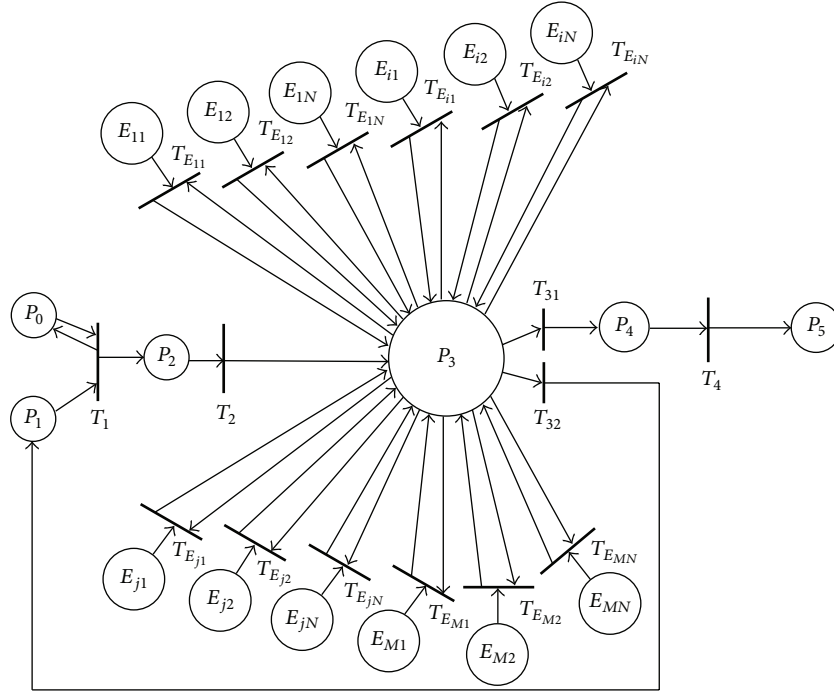 E_{iN}
T_{E_{iN}}
E_{i2}
T_{E_{i2}}
E_{i1}
T_{E_{i1}}
E_{1N}
T_{E_{1N}}
E_{12}
T_{E_{12}}
E_{11}
T_{E_{11}}
P_0
T_{31}
P_2
P_3
P_4
P_5
P_1
T_1
T_2
T_{32}
T_4
T_{E_{j1}}
T_{E_{j2}}
T_{E_{jN}}
T_{E_{M1}}
T_{E_{M2}}
T_{E_{MN}}
E_{j1}
E_{j2}
E_{jN}
E_{M1}
E_{M2}
E_{MN}